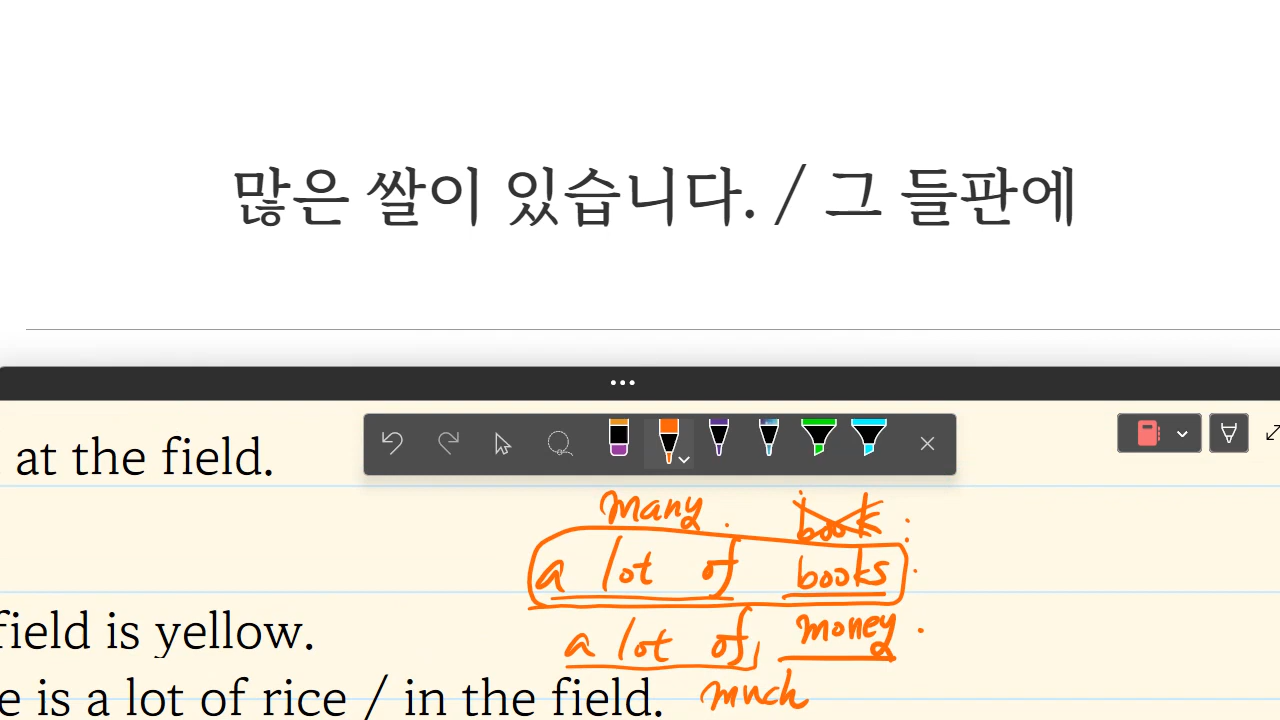 많은 쌀이 있습니다. / 그 들판에
at the field.
many book
a lot of books
field is yellow.
a lot of money
e is a lot of rice / in the field.
much